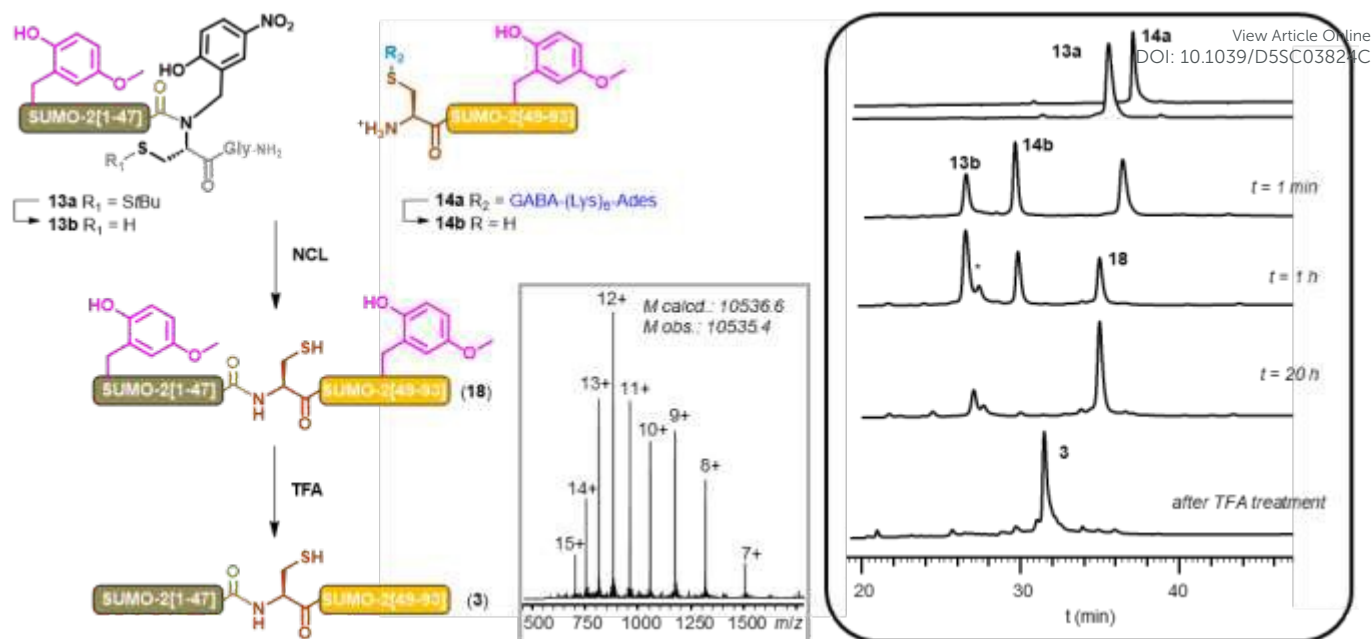 View Article Online
DOI: 10.1039/D5SC03824C
HO
NO2
HO
O
O
SUMO-2[1-47]
N
R1
S
Gly-NH2
O
13a R1 = StBu
13b R1 = H
R2
S
HO
O
+H3N
O
SUMO-2[49-93]
14a R2 = GABA-(Lys)6-Ades
14b R = H
NCL
HO
O
SUMO-2[1-47]
O
N
H
SH
O
HO
O
SUMO-2[49-93]
(18)
TFA
SUMO-2[1-47]
O
N
H
SH
O
SUMO-2[49-93]
(3)
M calcd.: 10536.6
M obs.: 10535.4
12+
13+
11+
10+
9+
14+
8+
15+
7+
500 750 1000 1250 1500 m/z
13a
14a
13b
14b
t = 1 min
*
18
t = 1 h
t = 20 h
3
after TFA treatment
20 30 40
t (min)